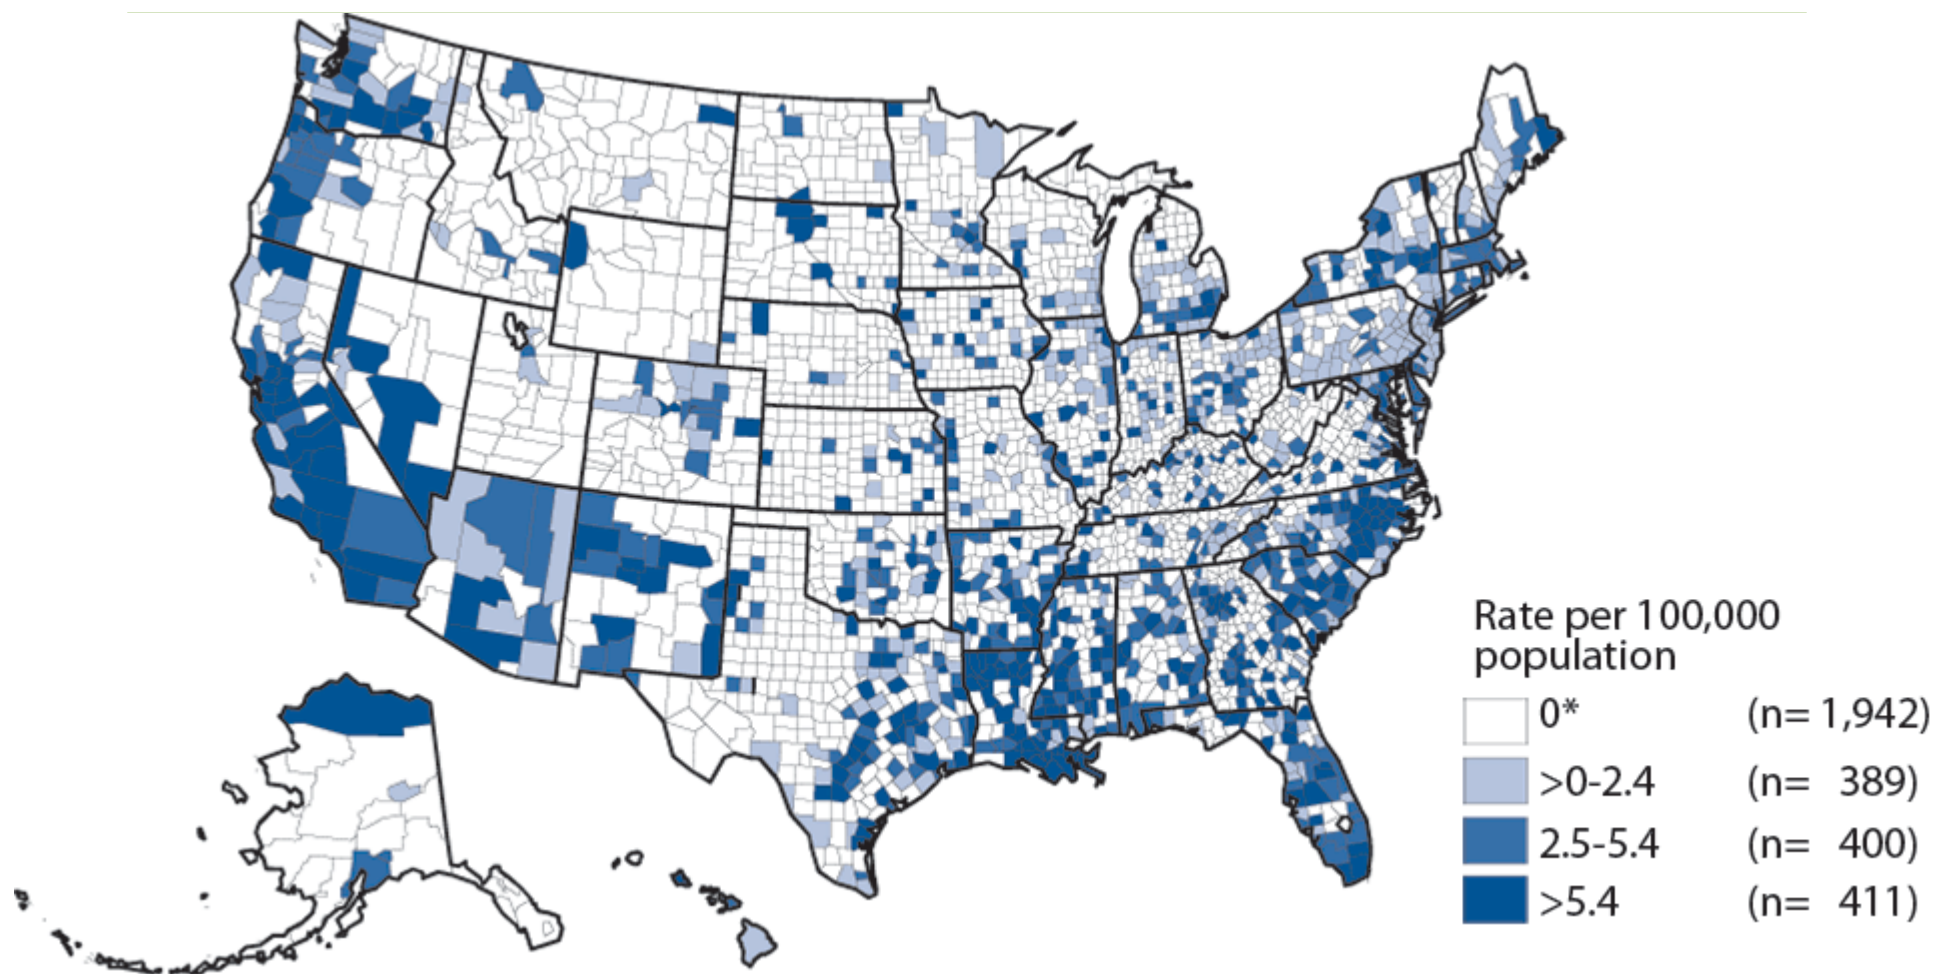 Rate per 100,000
population
0* (n= 1,942)
>0-2.4 (n= 389)
2.5-5.4 (n= 400)
>5.4 (n= 411)